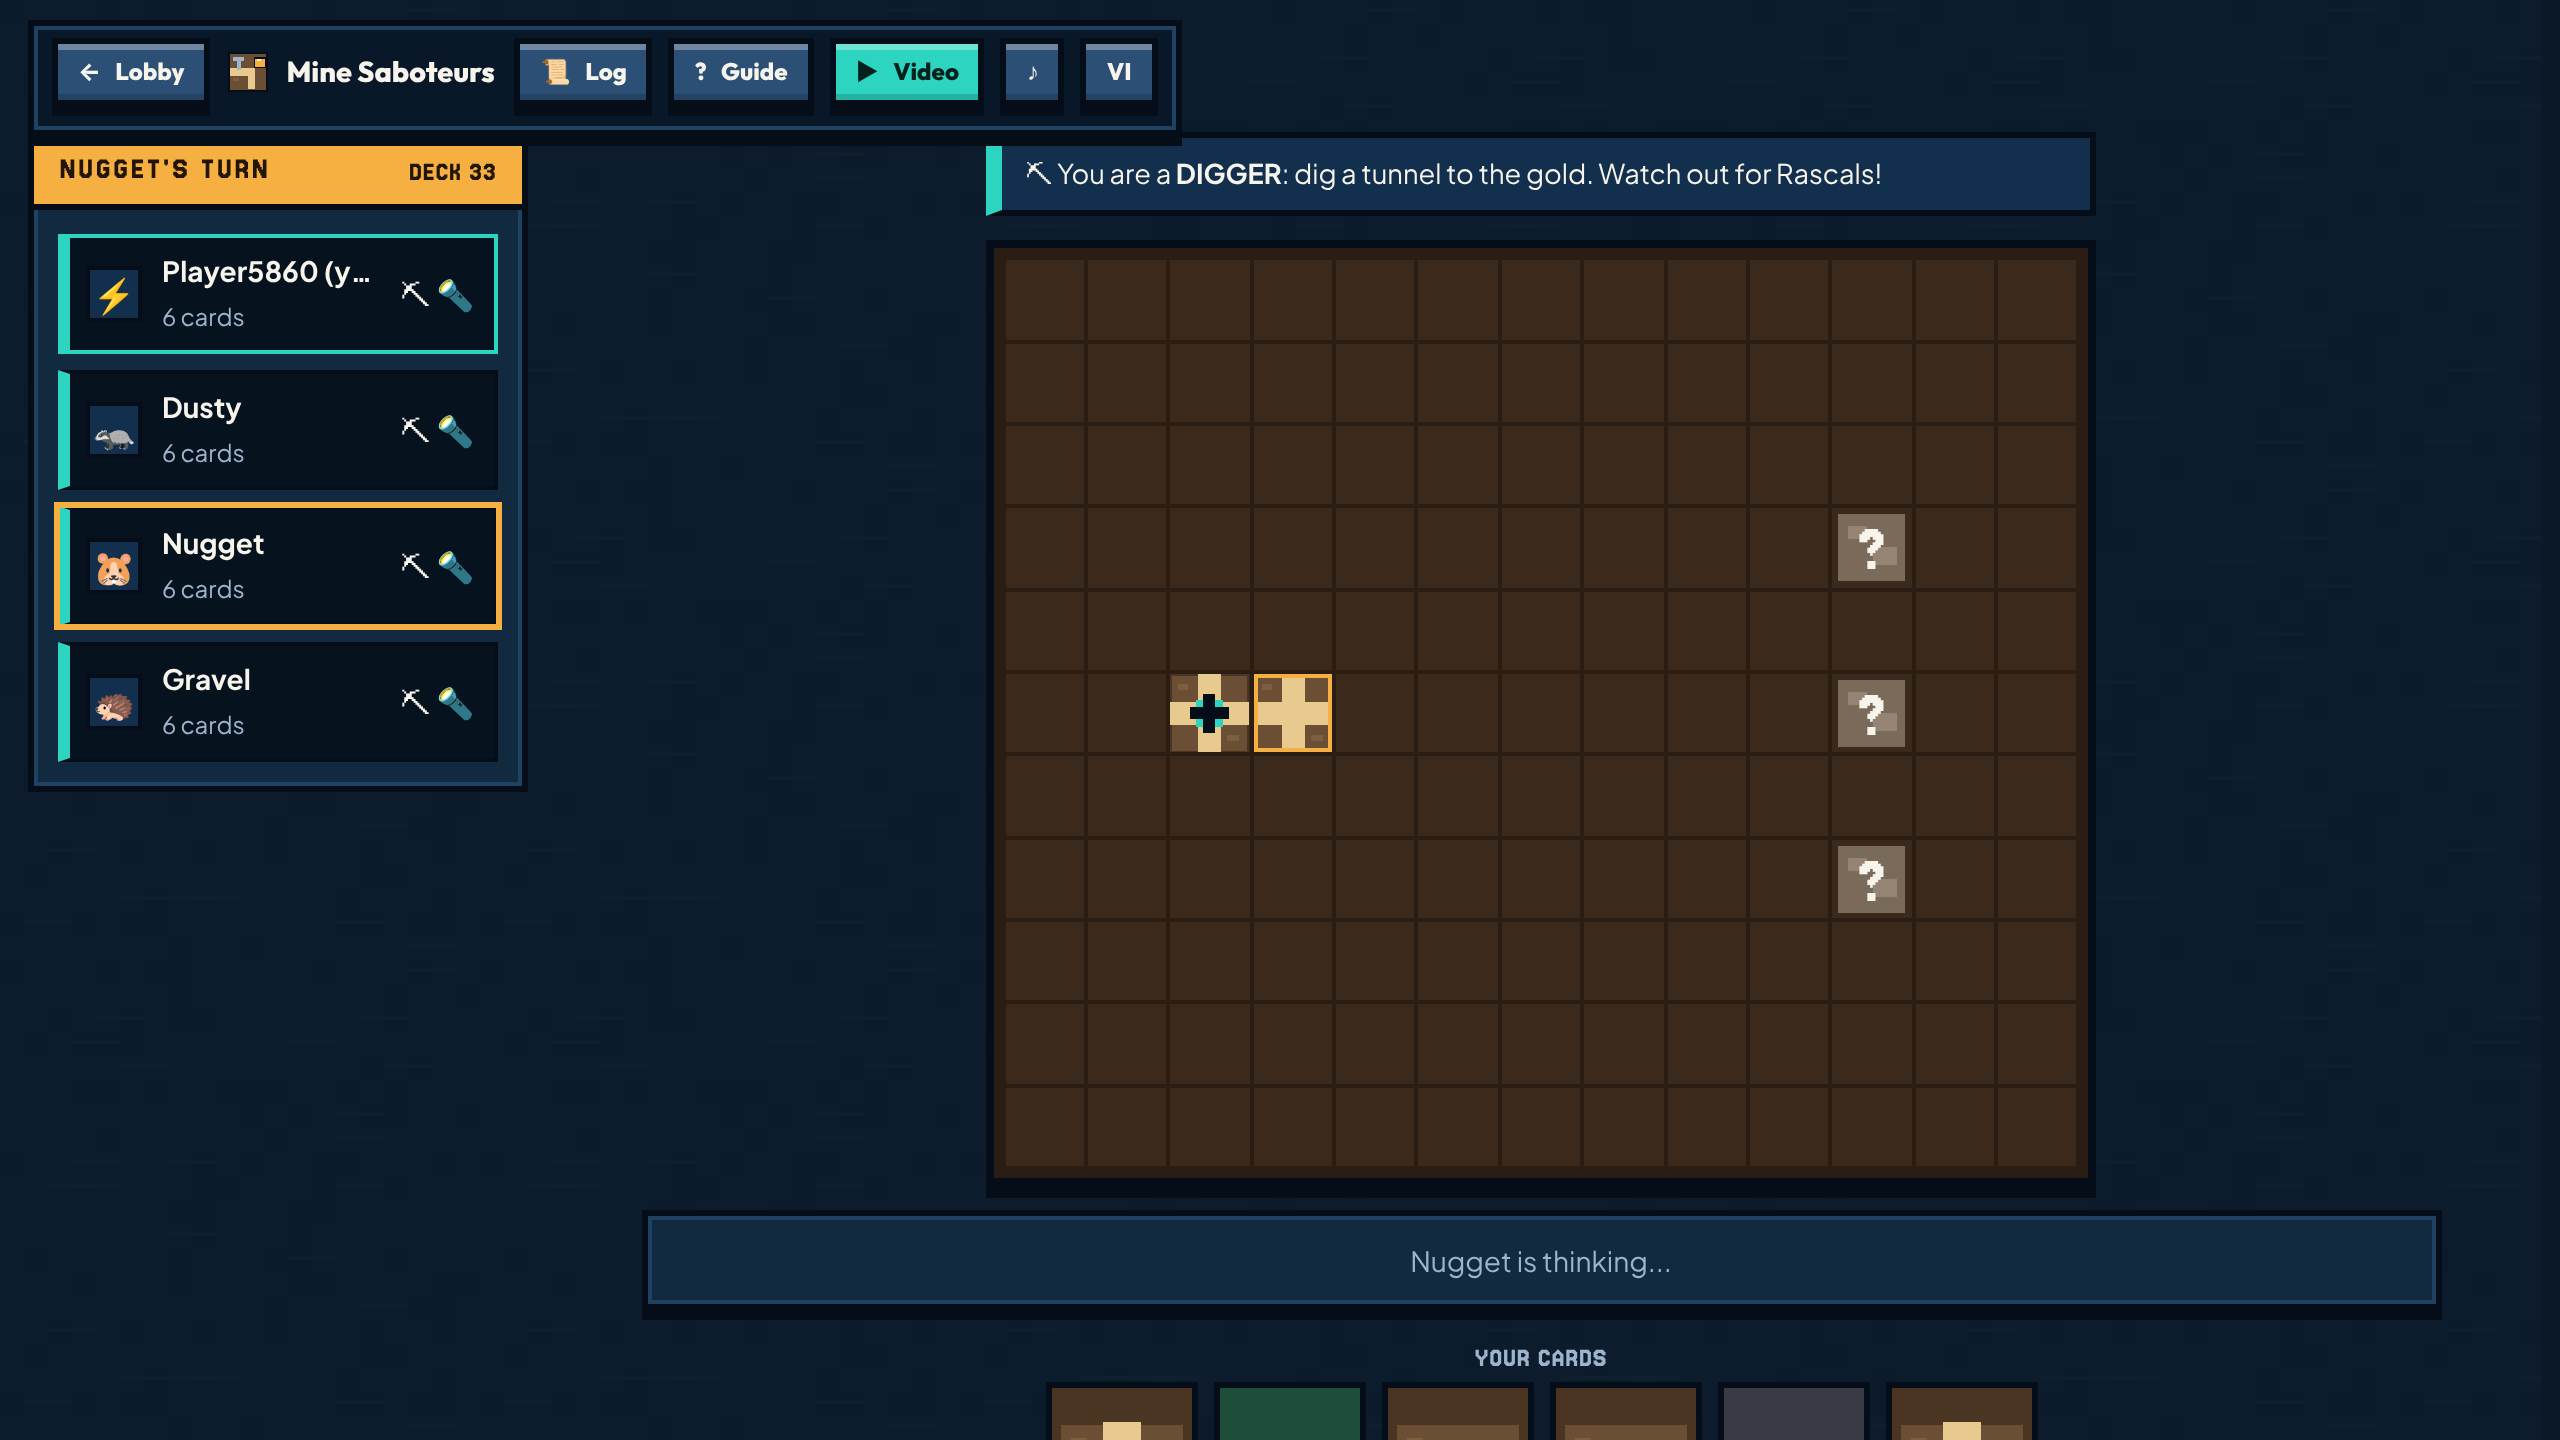 ← Lobby
Mine Saboteurs
Log
? Guide
Video
VI
NUGGET'S TURN
DECK 33
You are a DIGGER: dig a tunnel to the gold. Watch out for Rascals!
Player5860 (y...
6 cards
Dusty
6 cards
Nugget
6 cards
Gravel
6 cards
?
?
?
Nugget is thinking...
YOUR CARDS